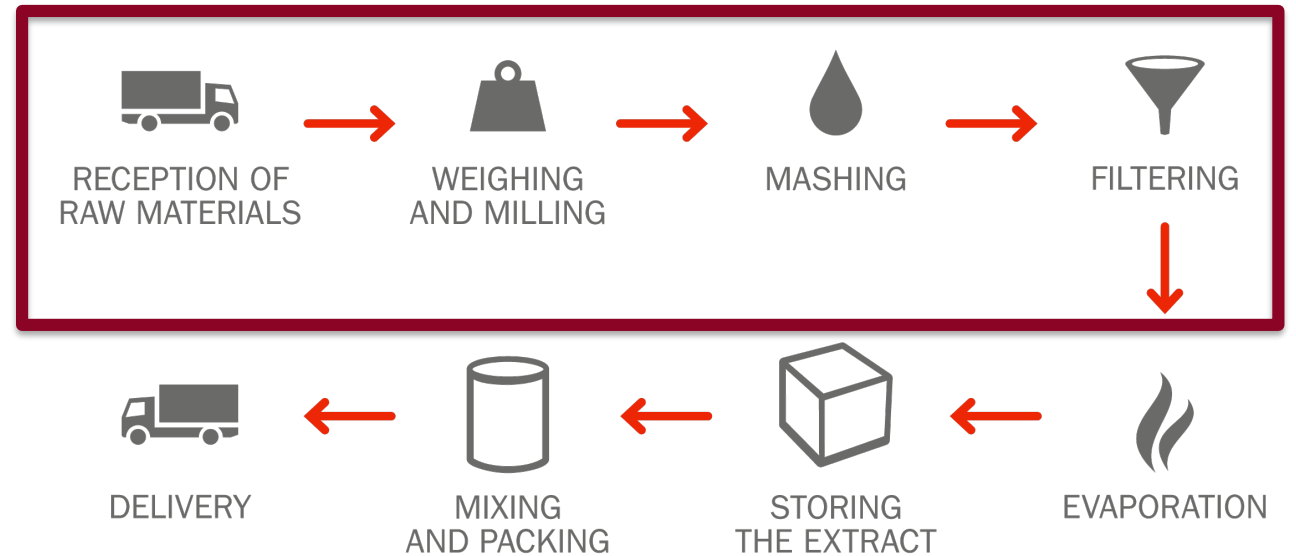 RECEPTION OF
RAW MATERIALS
WEIGHING
AND MILLING
MASHING
FILTERING
DELIVERY
MIXING
AND PACKING
STORING
THE EXTRACT
EVAPORATION